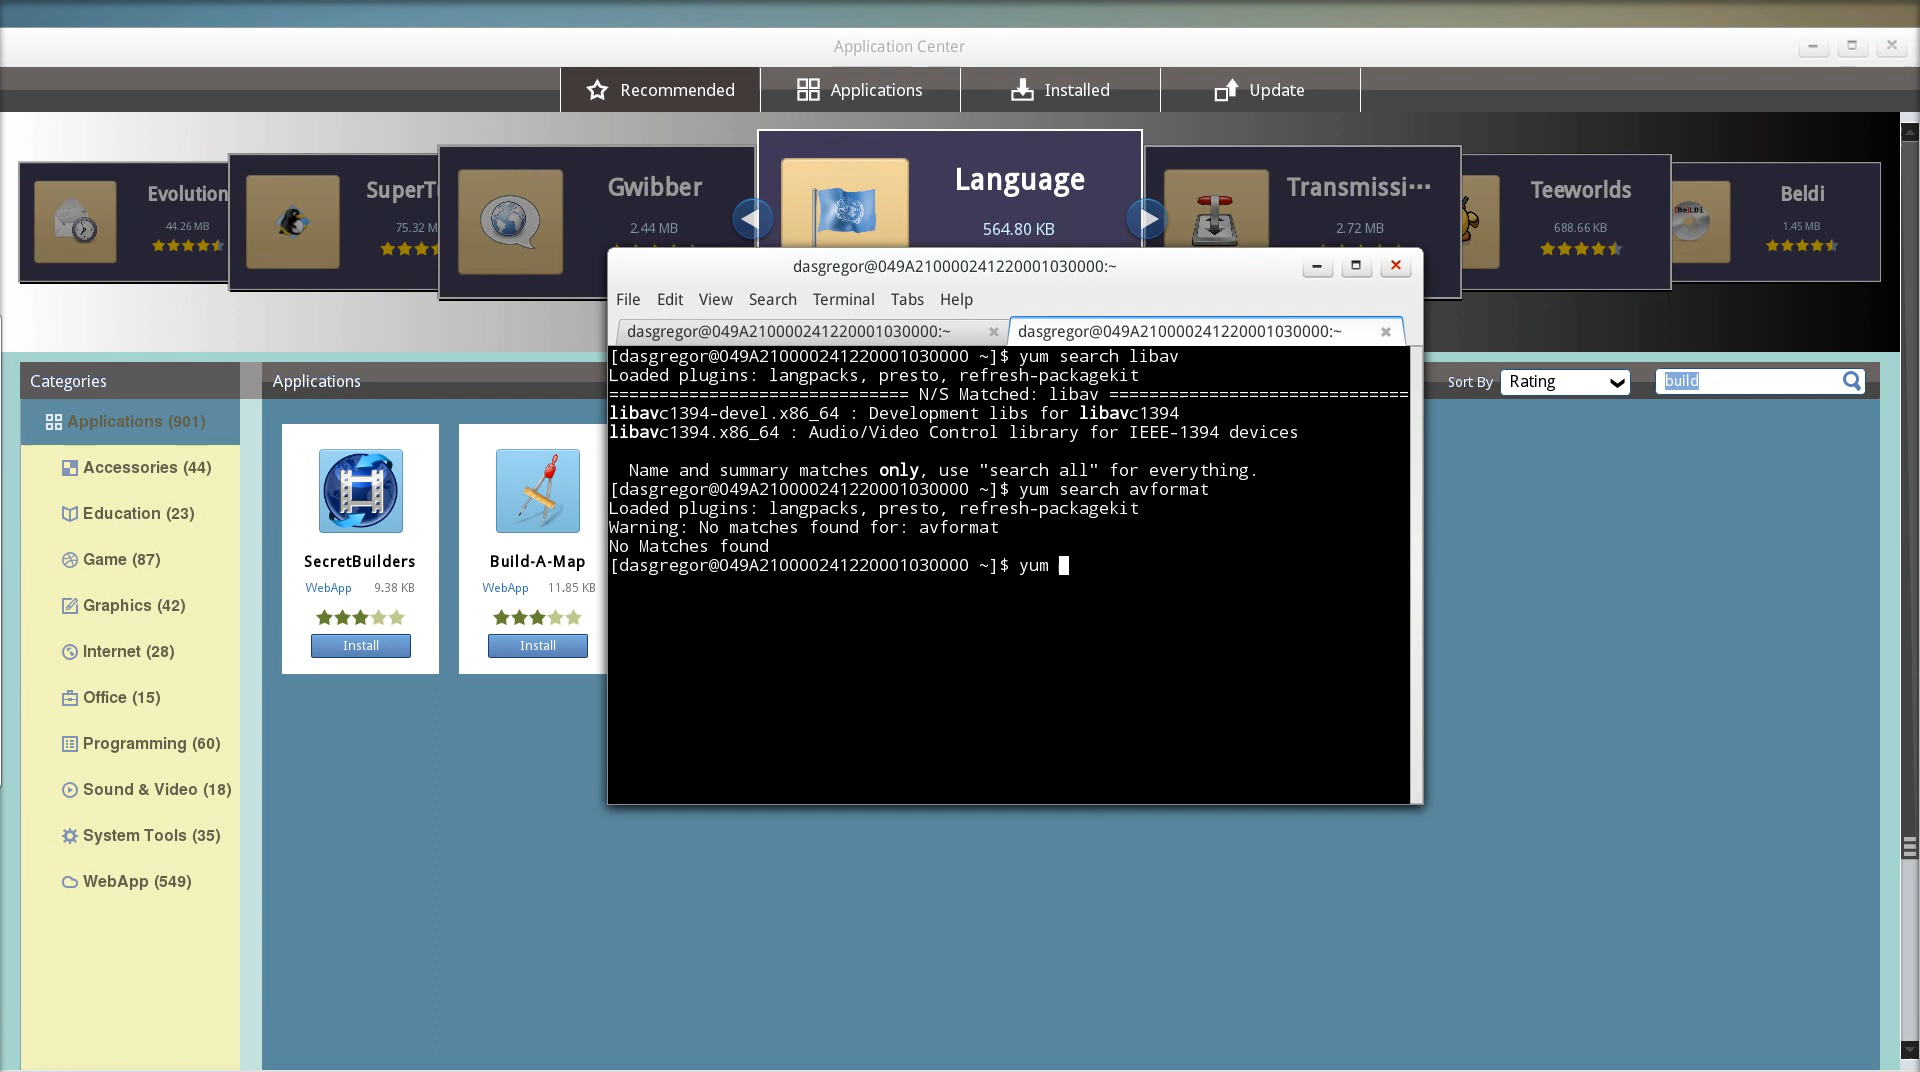 Application Center
Recommended
Applications
Installed
Update
Evolution
44.26 MB
75.32 M
Gwibber
2.44 MB
Language
564.80 KB
Transmissi···
2.72 MB
Teeworlds
688.66 KB
Beldi
1.45 MB
dasgregor@049A210000241220001030000:~
File Edit View Search Terminal Tabs Help
dasgregor@049A210000241220001030000:~
dasgregor@049A210000241220001030000:~
[dasgregor@049A210000241220001030000 ~]$ yum search libav
Loaded plugins: langpacks, presto, refresh-packagekit
============================== N/S Matched: libav ==============================
libavc1394-devel.x86_64 : Development libs for libavc1394
libavc1394.x86_64 : Audio/Video Control library for IEEE-1394 devices
Name and summary matches only, use "search all" for everything.
[dasgregor@049A210000241220001030000 ~]$ yum search avformat
Loaded plugins: langpacks, presto, refresh-packagekit
Warning: No matches found for: avformat
No Matches found
[dasgregor@049A210000241220001030000 ~]$ yum
Categories
Applications (901)
Accessories (44)
Education (23)
Game (87)
Graphics (42)
Internet (28)
Office (15)
Programming (60)
Sound & Video (18)
System Tools (35)
WebApp (549)
Applications
Sort By
Rating
build
SecretBuilders
WebApp 9.38 KB
Install
Build-A-Map
WebApp 11.85 KB
Install